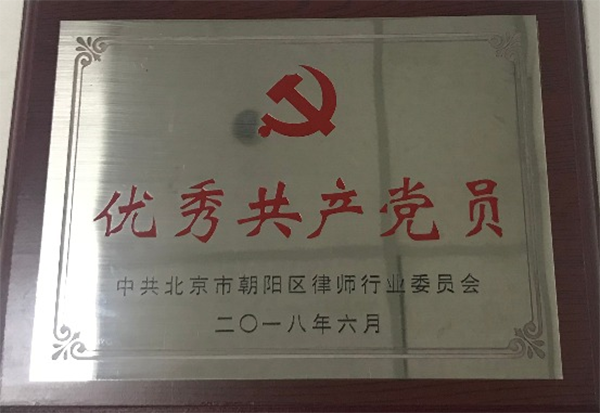 优秀共产党员
中共北京市朝阳区律师行业委员会
二〇一八年六月